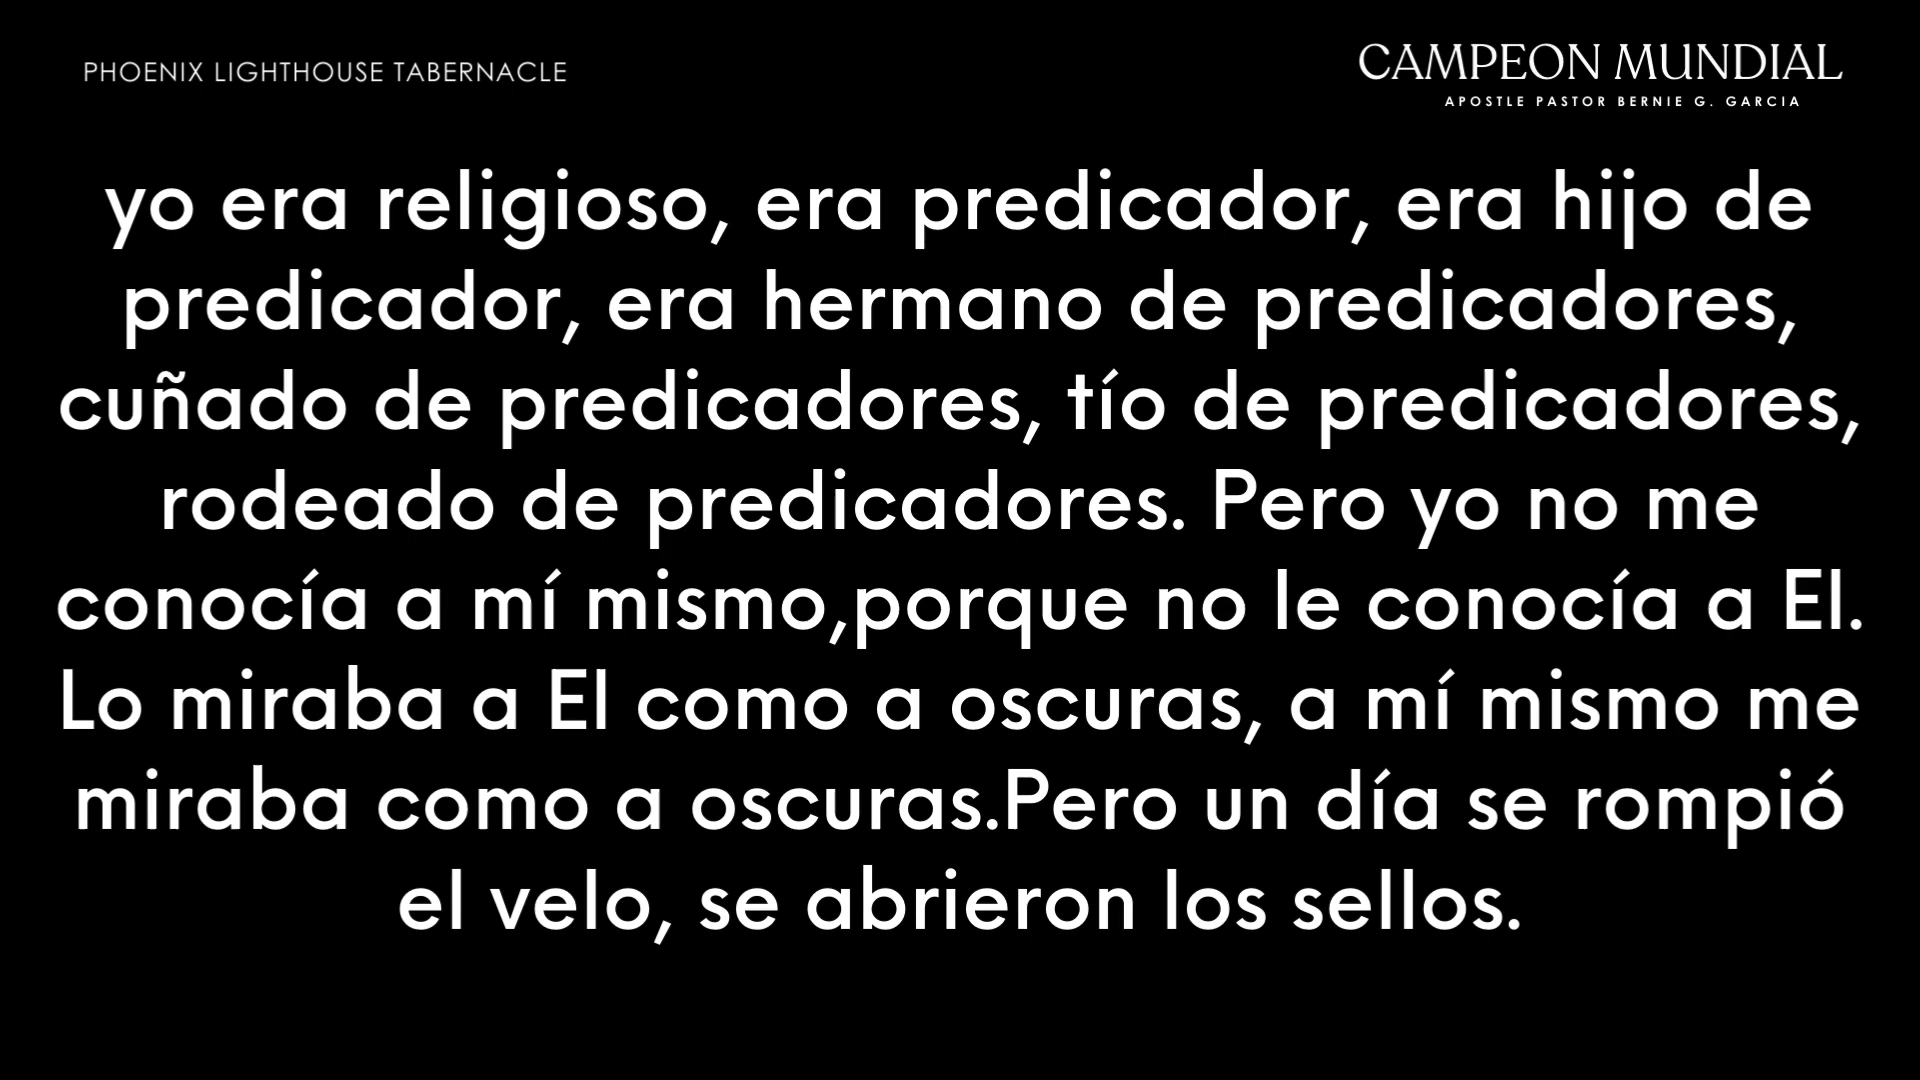 PHOENIX LIGHTHOUSE TABERNACLE
CAMPEON MUNDIAL
APOSTLE PASTOR BERNIE G. GARCIA
yo era religioso, era predicador, era hijo de
predicador, era hermano de predicadores,
cuñado de predicadores, tío de predicadores,
rodeado de predicadores. Pero yo no me
conocía a mí mismo,porque no le conocía a El.
Lo miraba a El como a oscuras, a mí mismo me
miraba como a oscuras.Pero un día se rompió
el velo, se abrieron los sellos.